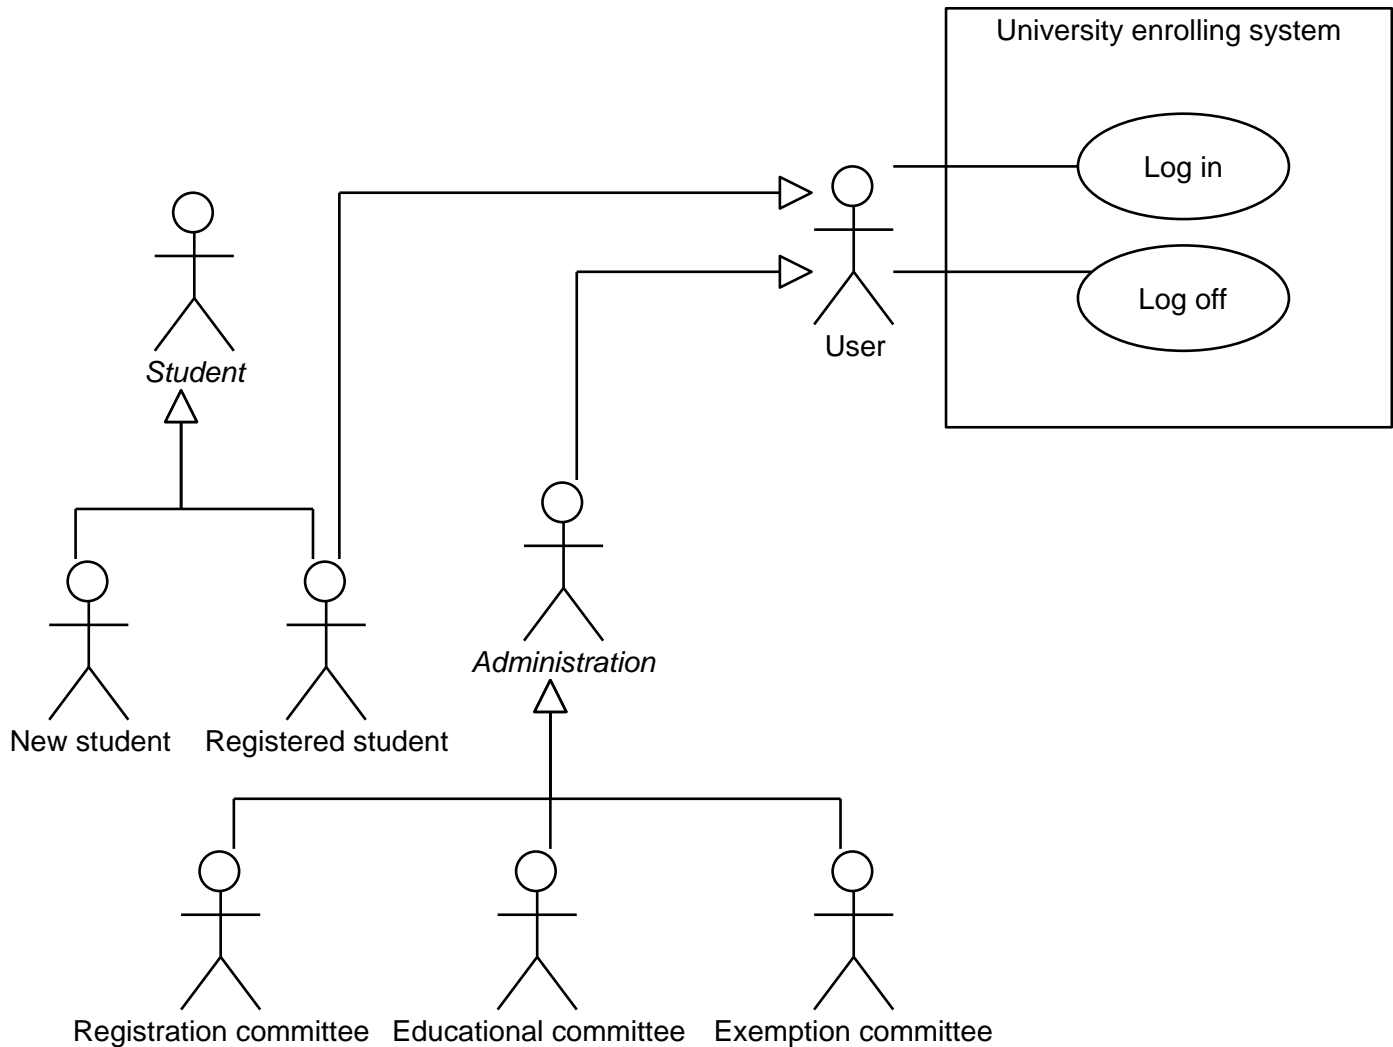 University enrolling system
Log in
Log off
User
Student
Administration
New student
Registered student
Registration committee
Educational committee
Exemption committee